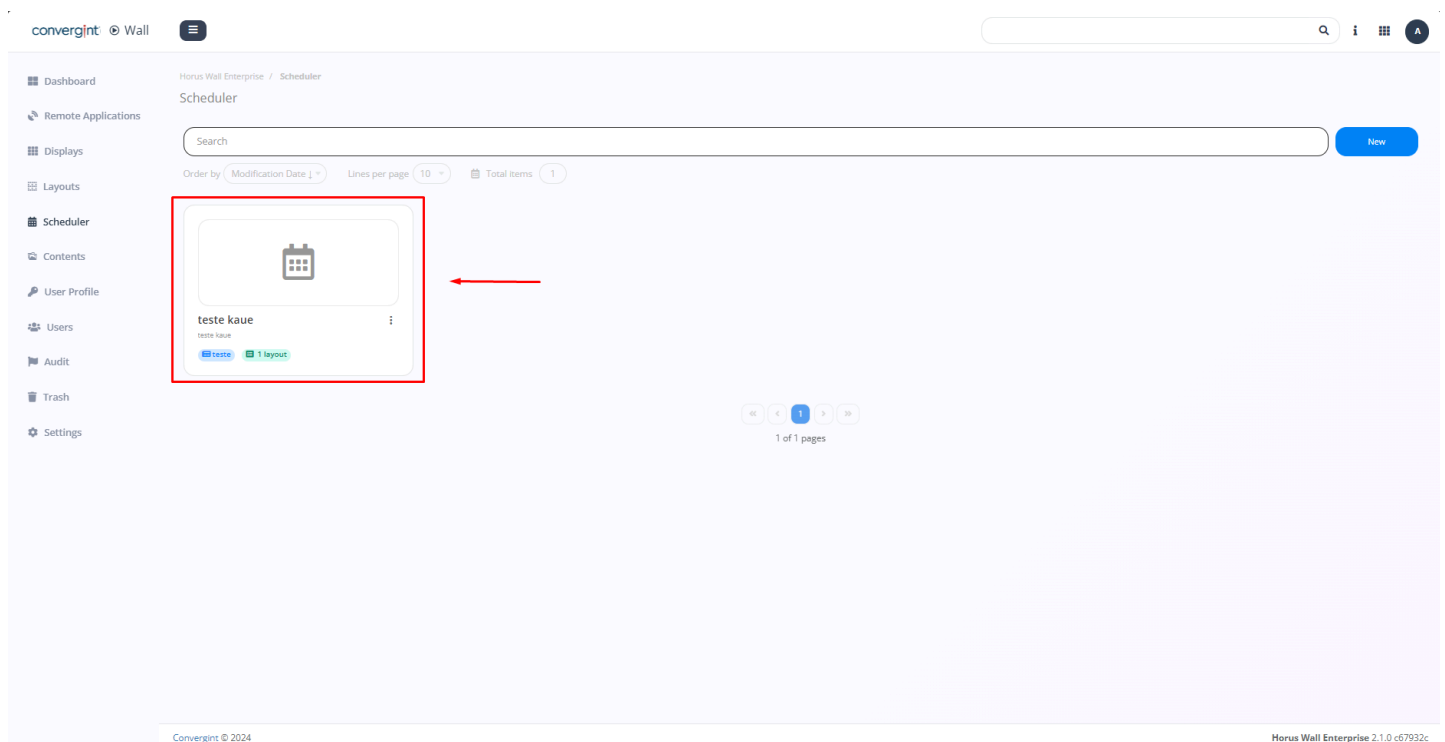 convergint Wall
A
Dashboard
Remote Applications
Displays
Layouts
Scheduler
Contents
User Profile
Users
Audit
Trash
Settings
Horus Wall Enterprise / Scheduler
Scheduler
Search
New
Order by Modification Date ↓ Lines per page 10 Total items 1
teste kaue
teste kaue
teste 1 layout
« ‹ 1 › »
1 of 1 pages
Convergint © 2024
Horus Wall Enterprise 2.1.0 c67932c